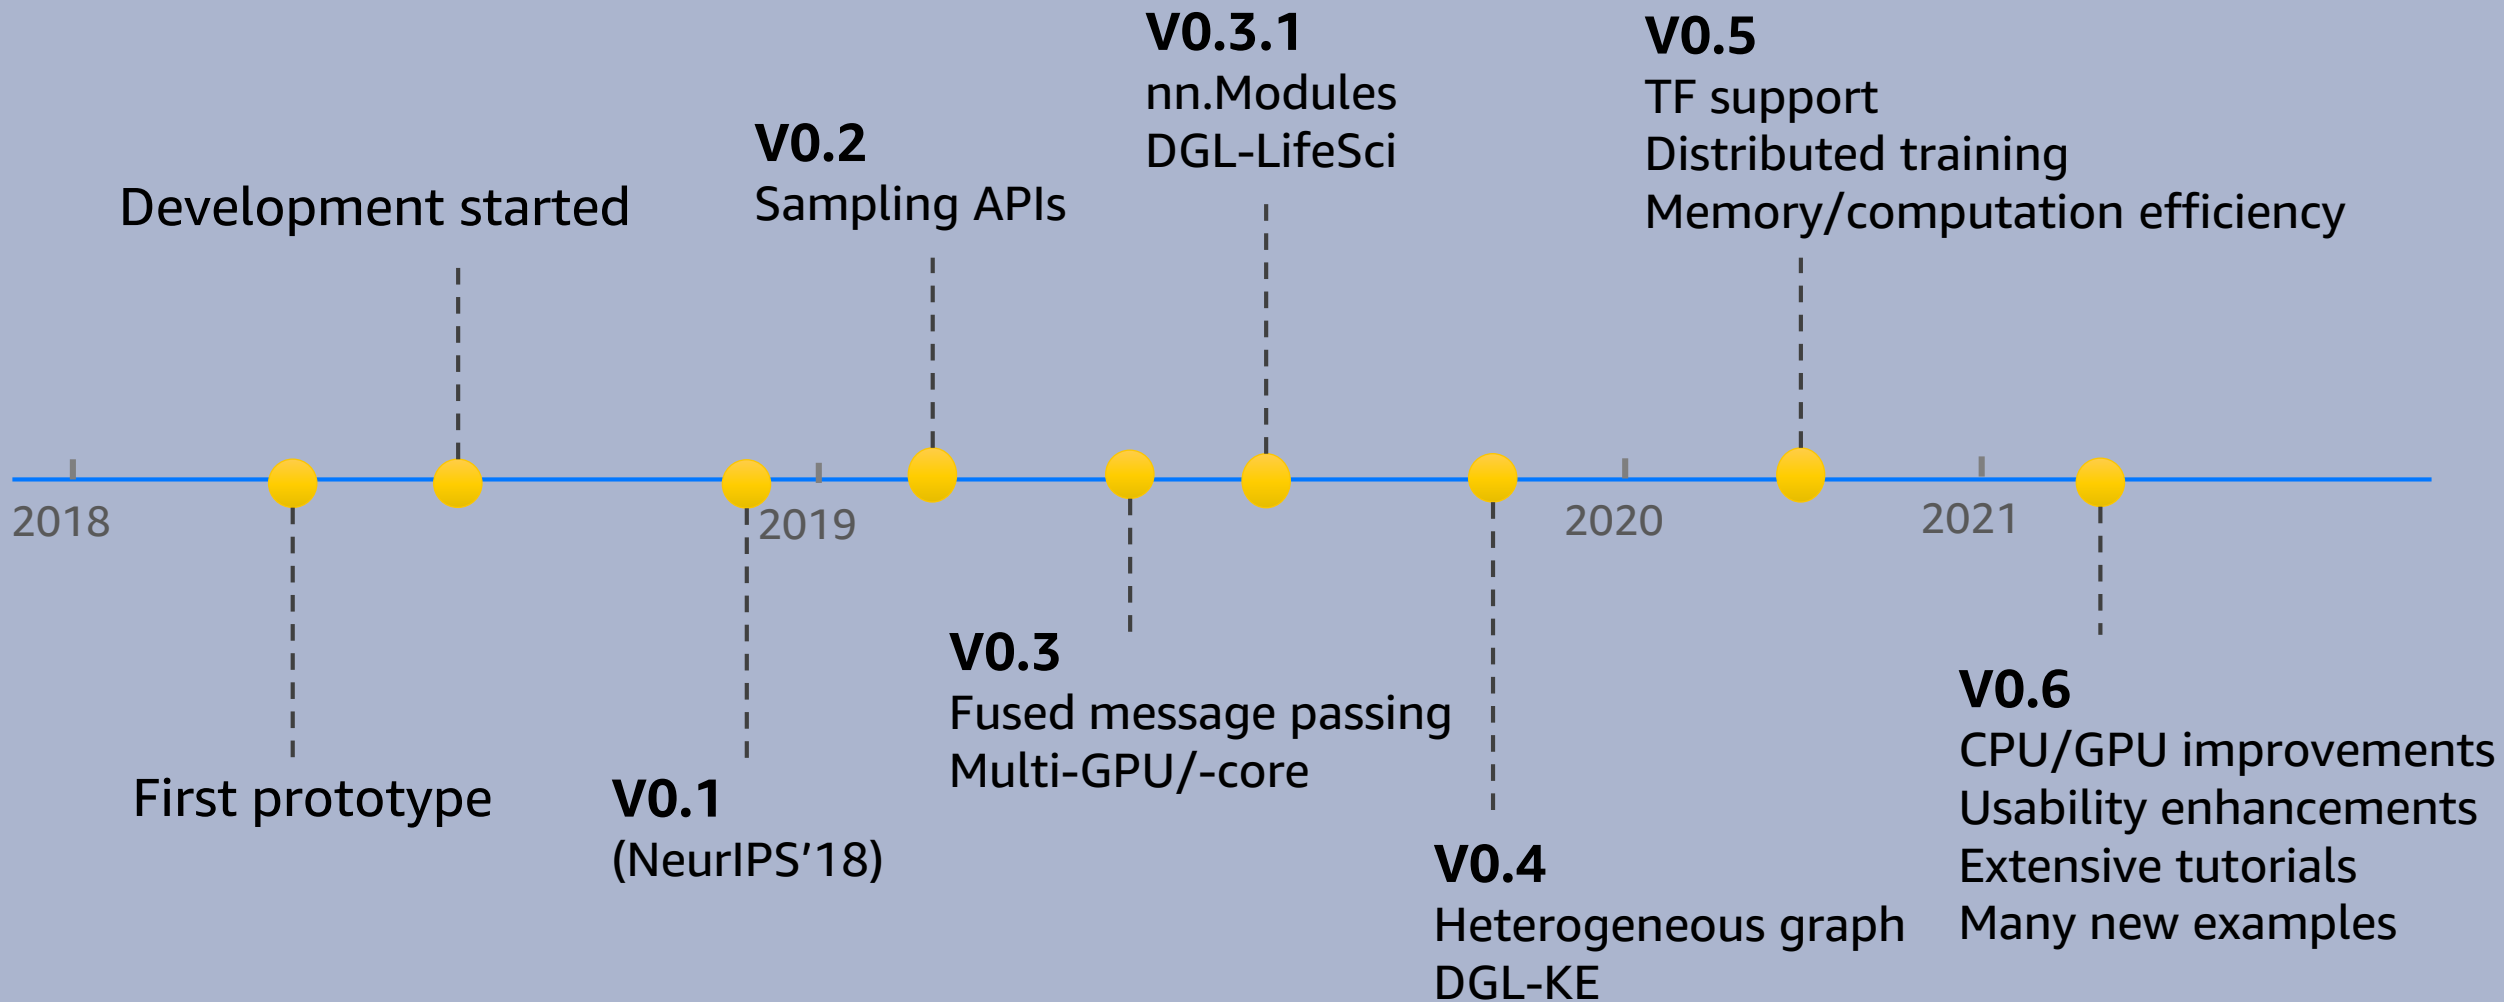 V0.3.1
nn.Modules
DGL-LifeSci
V0.5
TF support
Distributed training
Memory/computation efficiency
V0.2
Sampling APIs
Development started
2018
2019
2020
2021
First prototype
V0.1
(NeurIPS’18)
V0.3
Fused message passing
Multi-GPU/-core
V0.4
Heterogeneous graph
DGL-KE
V0.6
CPU/GPU improvements
Usability enhancements
Extensive tutorials
Many new examples